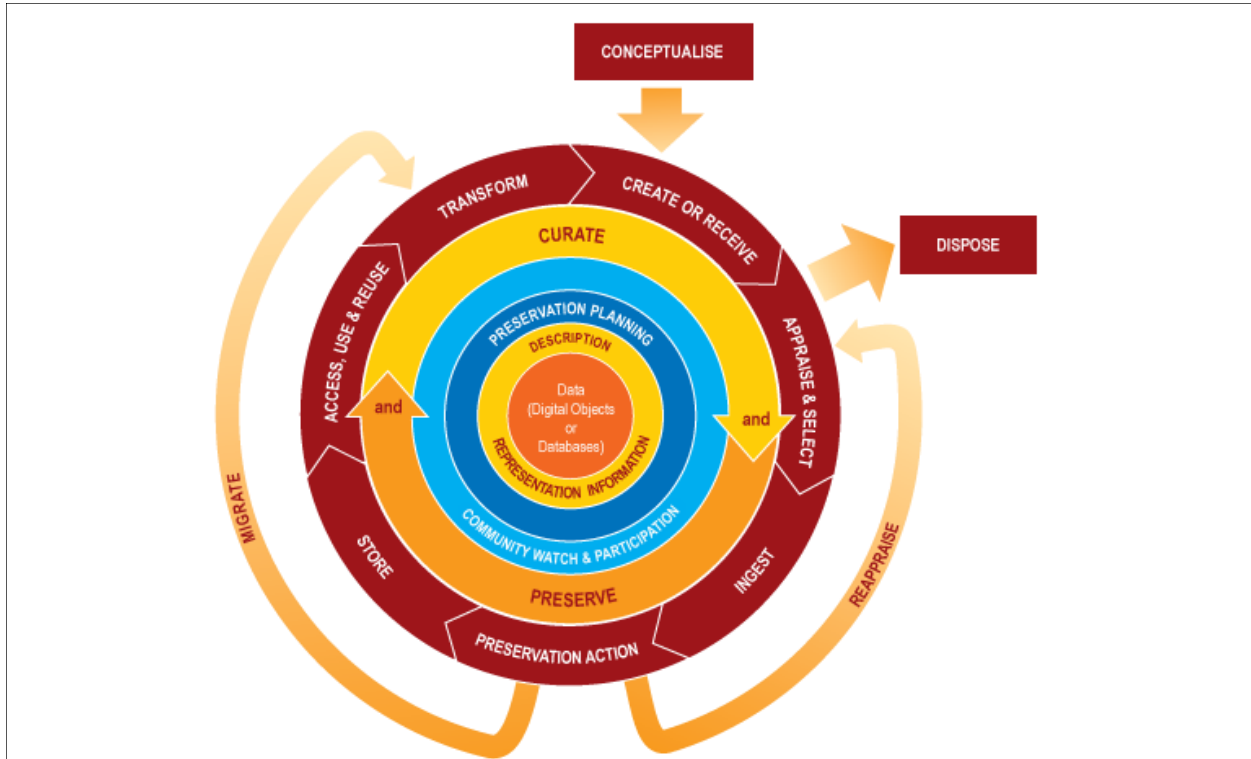 CONCEPTUALISE
CREATE OR RECEIVE
DISPOSE
APPRAISE & SELECT
REAPPRAISE
INGEST
PRESERVATION ACTION
STORE
MIGRATE
ACCESS, USE & REUSE
TRANSFORM
CURATE
and
PRESERVE
and
COMMUNITY WATCH & PARTICIPATION
PRESERVATION PLANNING
DESCRIPTION
REPRESENTATION INFORMATION
Data
(Digital Objects
or
Databases)